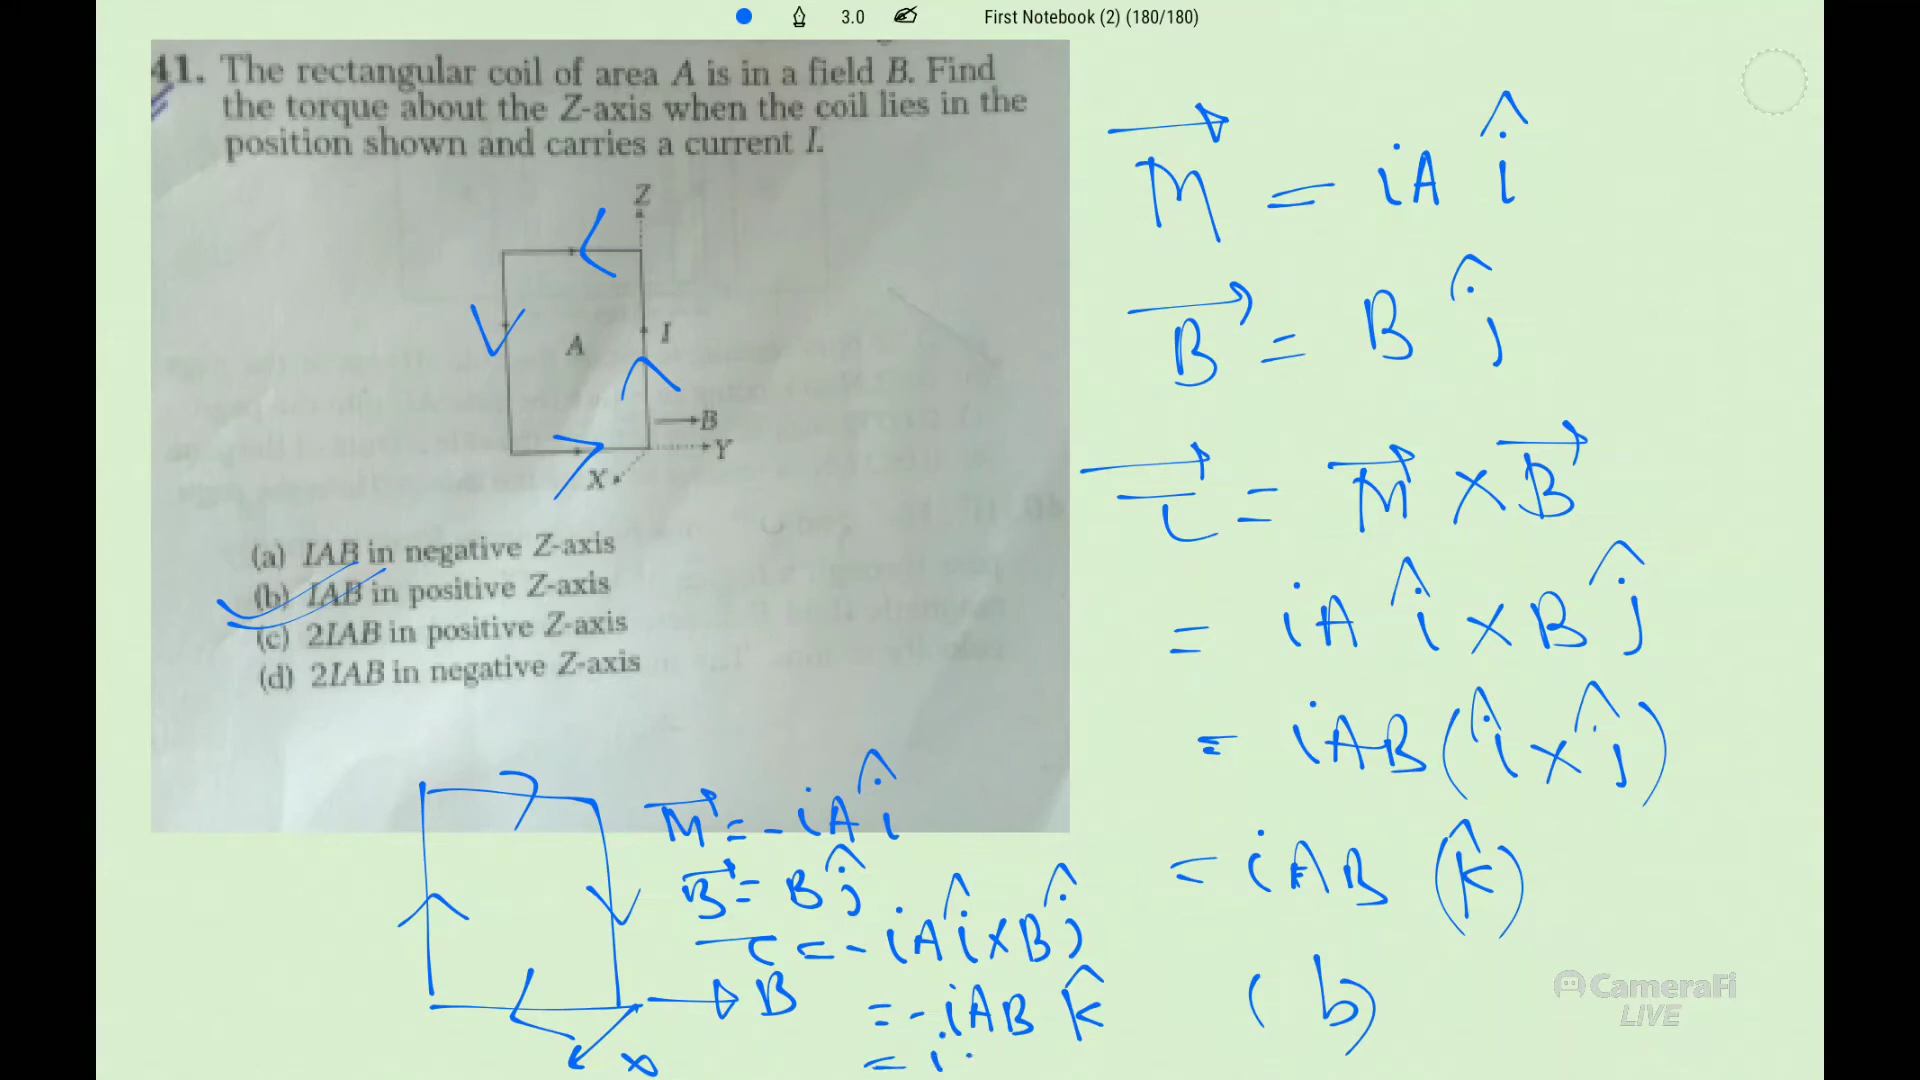 3.0 First Notebook (2) (180/180)
41. The rectangular coil of area A is in a field B. Find
the torque about the Z-axis when the coil lies in the
position shown and carries a current I.
Z
A
I
B
Y
X
(a) IAB in negative Z-axis
(b) IAB in positive Z-axis
(c) 2IAB in positive Z-axis
(d) 2IAB in negative Z-axis
M⃗ = iA î
B⃗ = B ĵ
τ⃗ = M⃗ × B⃗
= iA î × B ĵ
= iAB (î × ĵ)
= iAB (k̂)
(b)
M⃗ = - iA î
B⃗ = B ĵ
τ = - iA î × B ĵ
= - iAB k̂
= i
B
x
CameraFi
LIVE